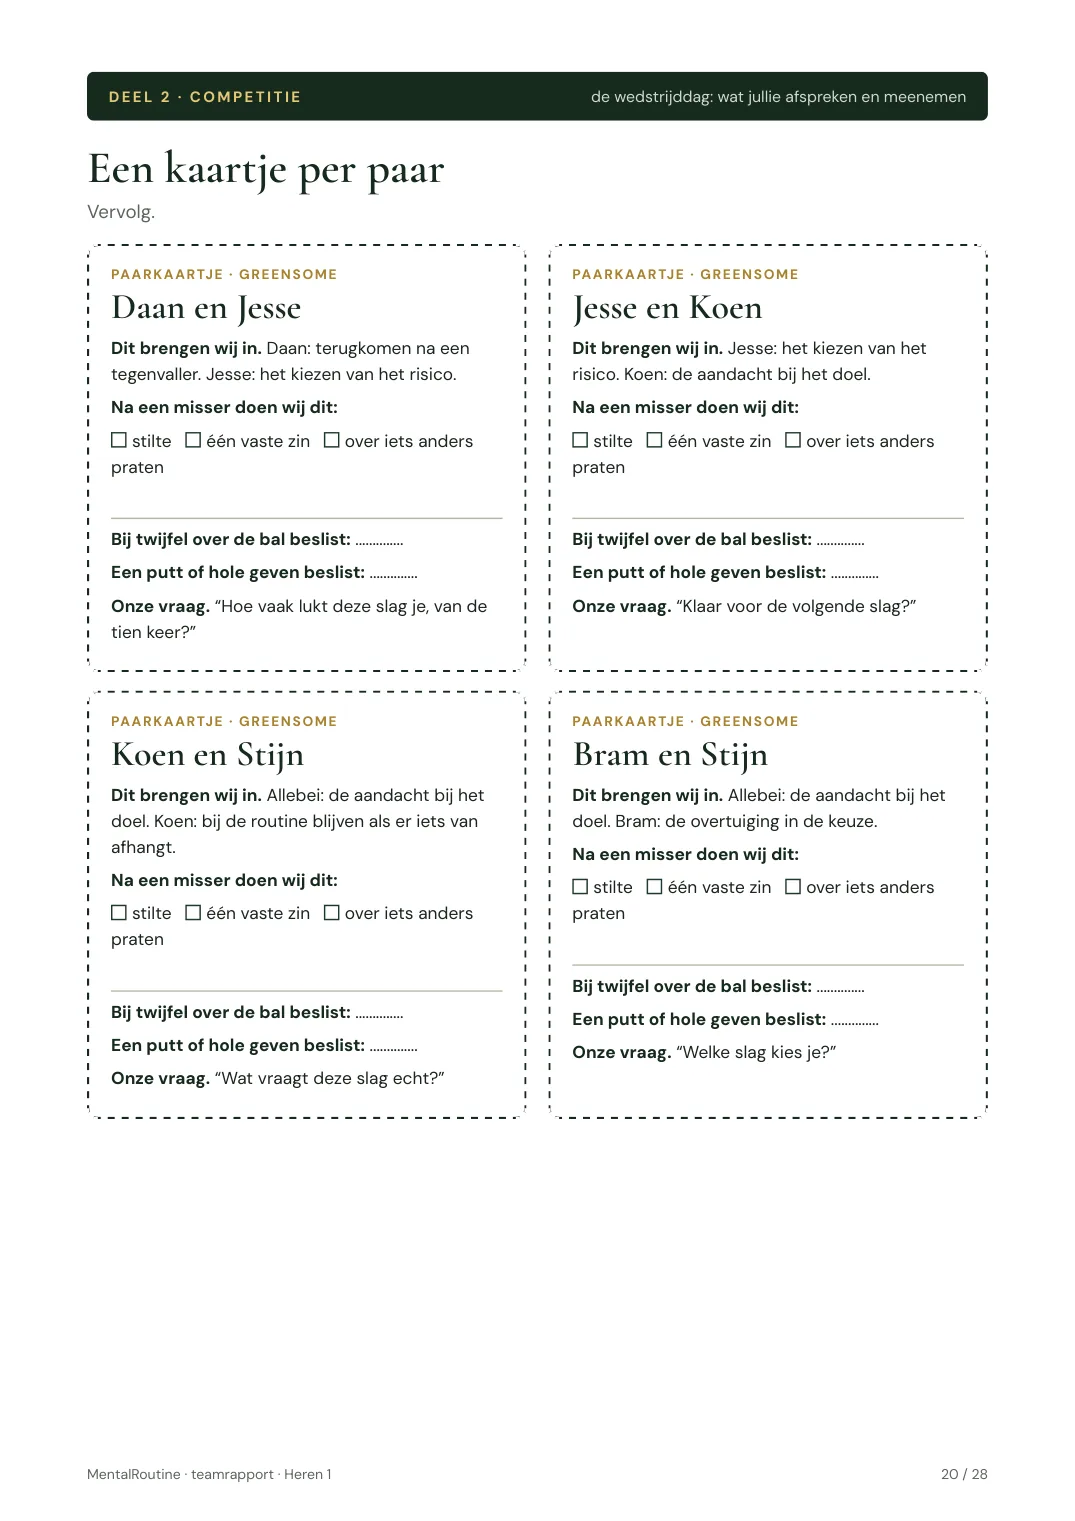 DEEL 2 · COMPETITIE
de wedstrijddag: wat jullie afspreken en meenemen
Een kaartje per paar
Vervolg.
PAARKAARTJE · GREENSOME
Daan en Jesse
Dit brengen wij in. Daan: terugkomen na een
tegenvaller. Jesse: het kiezen van het risico.
Na een misser doen wij dit:
☐ stilte ☐ één vaste zin ☐ over iets anders
praten
Bij twijfel over de bal beslist: ..............
Een putt of hole geven beslist: ..............
Onze vraag. “Hoe vaak lukt deze slag je, van de
tien keer?”
PAARKAARTJE · GREENSOME
Jesse en Koen
Dit brengen wij in. Jesse: het kiezen van het
risico. Koen: de aandacht bij het doel.
Na een misser doen wij dit:
☐ stilte ☐ één vaste zin ☐ over iets anders
praten
Bij twijfel over de bal beslist: ..............
Een putt of hole geven beslist: ..............
Onze vraag. “Klaar voor de volgende slag?”
PAARKAARTJE · GREENSOME
Koen en Stijn
Dit brengen wij in. Allebei: de aandacht bij het
doel. Koen: bij de routine blijven als er iets van
afhangt.
Na een misser doen wij dit:
☐ stilte ☐ één vaste zin ☐ over iets anders
praten
Bij twijfel over de bal beslist: ..............
Een putt of hole geven beslist: ..............
Onze vraag. “Wat vraagt deze slag echt?”
PAARKAARTJE · GREENSOME
Bram en Stijn
Dit brengen wij in. Allebei: de aandacht bij het
doel. Bram: de overtuiging in de keuze.
Na een misser doen wij dit:
☐ stilte ☐ één vaste zin ☐ over iets anders
praten
Bij twijfel over de bal beslist: ..............
Een putt of hole geven beslist: ..............
Onze vraag. “Welke slag kies je?”
MentalRoutine · teamrapport · Heren 1
20 / 28